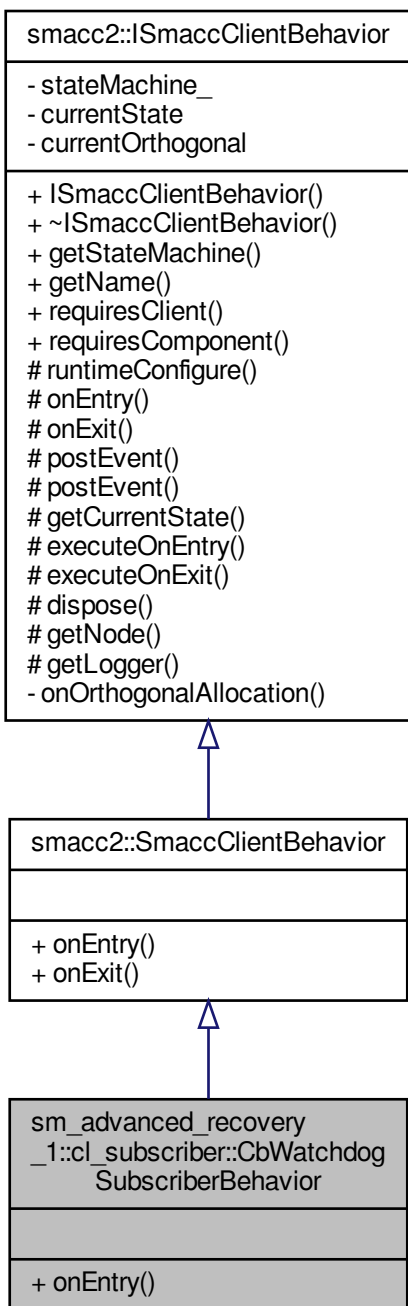 smacc2::ISmaccClientBehavior
- stateMachine_
- currentState
- currentOrthogonal
+ ISmaccClientBehavior()
+ ~ISmaccClientBehavior()
+ getStateMachine()
+ getName()
+ requiresClient()
+ requiresComponent()
# runtimeConfigure()
# onEntry()
# onExit()
# postEvent()
# postEvent()
# getCurrentState()
# executeOnEntry()
# executeOnExit()
# dispose()
# getNode()
# getLogger()
- onOrthogonalAllocation()
smacc2::SmaccClientBehavior
+ onEntry()
+ onExit()
sm_advanced_recovery
_1::cl_subscriber::CbWatchdog
SubscriberBehavior
+ onEntry()